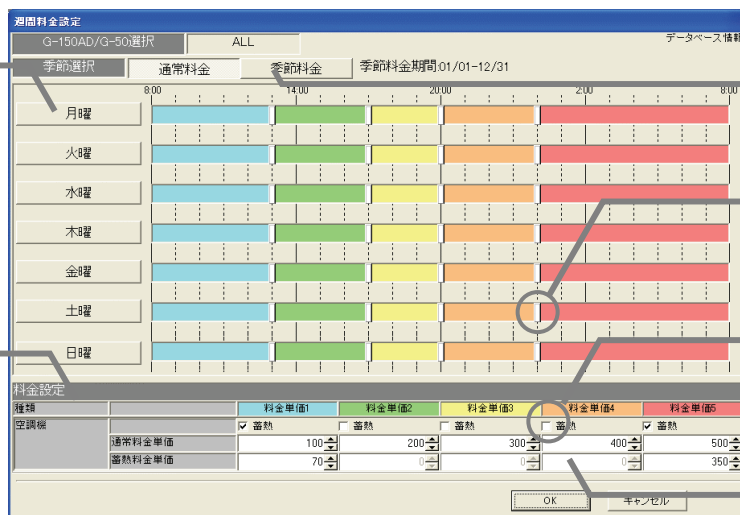 週間料金設定
G-150AD/G-50選択 ALL データベース情報
季節選択 通常料金 季節料金 季節料金期間:01/01-12/31
8:00 14:00 20:00 2:00 8:00
月曜
火曜
水曜
木曜
金曜
土曜
日曜
料金設定
種類 料金単価1 料金単価2 料金単価3 料金単価4 料金単価5
空調機 蓄熱 蓄熱 蓄熱 蓄熱 蓄熱
通常料金単価 100 200 300 400 500
蓄熱料金単価 70 0 0 0 350
OK キャンセル